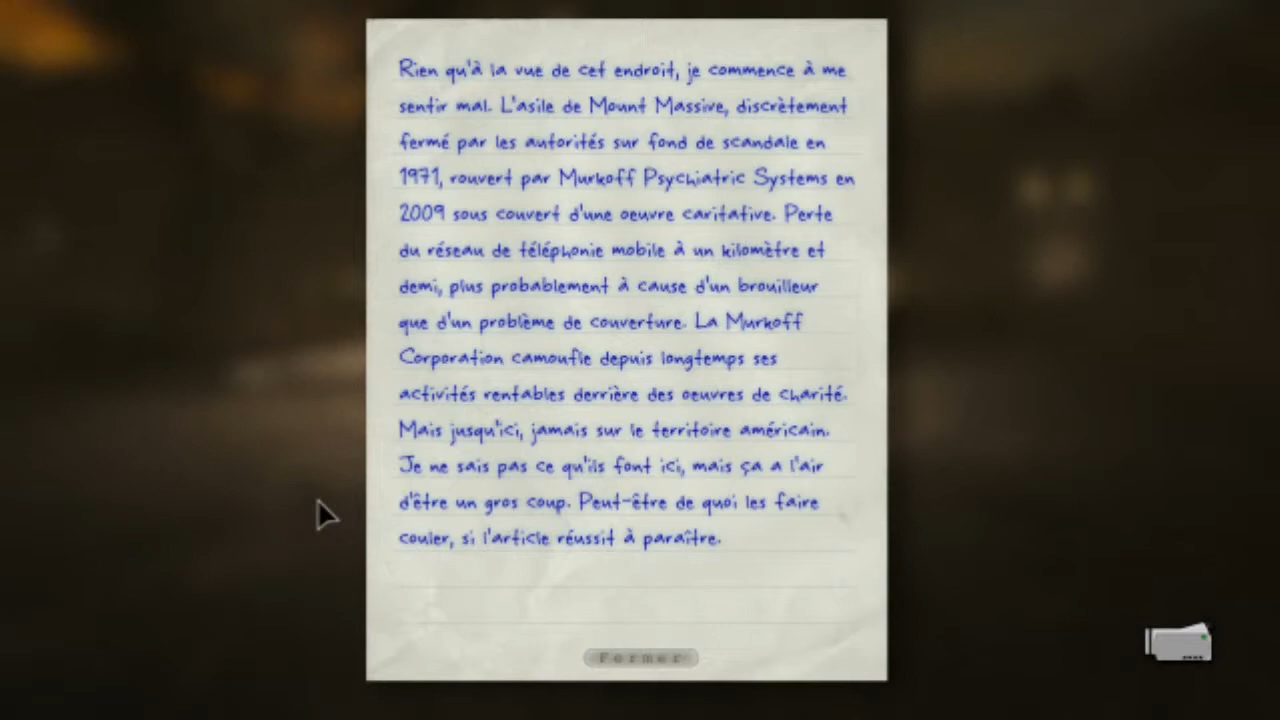 Rien qu'à la vue de cet endroit, je commence à me
sentir mal. L'asile de Mount Massive, discrètement
fermé par les autorités sur fond de scandale en
1971, rouvert par Murkoff Psychiatric Systems en
2009 sous couvert d'une oeuvre caritative. Perte
du réseau de téléphonie mobile à un kilomètre et
demi, plus probablement à cause d'un brouilleur
que d'un problème de couverture. La Murkoff
Corporation camoufle depuis longtemps ses
activités rentables derrière des oeuvres de charité.
Mais jusqu'ici, jamais sur le territoire américain.
Je ne sais pas ce qu'ils font ici, mais ça a l'air
d'être un gros coup. Peut-être de quoi les faire
couler, si l'article réussit à paraître.
Fermer